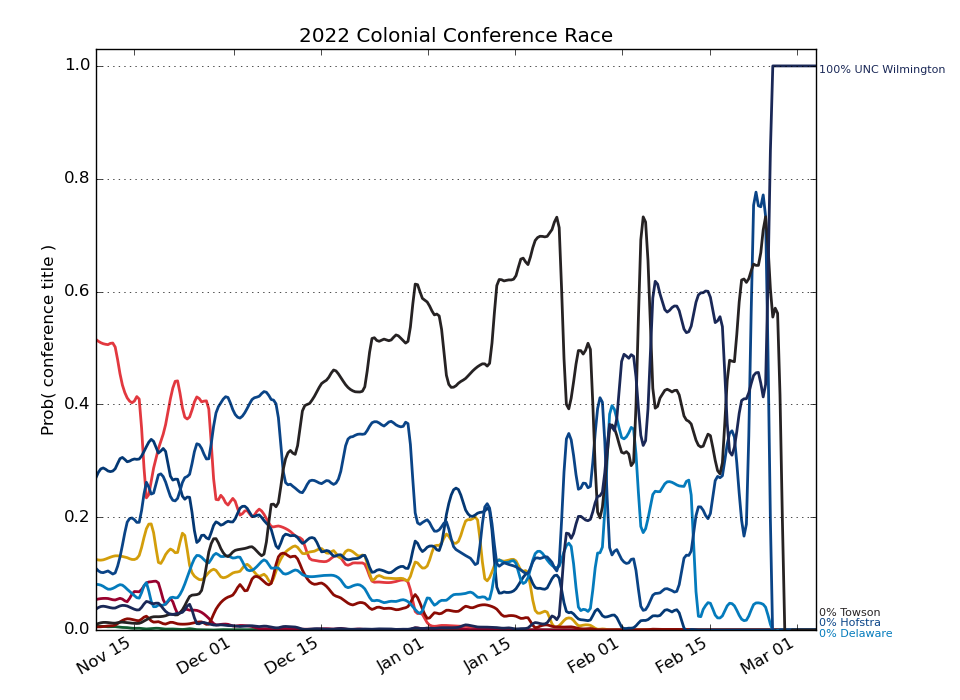 2022 Colonial Conference Race
Prob( conference title )
1.0
0.8
0.6
0.4
0.2
0.0
100% UNC Wilmington
0% Towson
0% Hofstra
0% Delaware
Nov 15
Dec 01
Dec 15
Jan 01
Jan 15
Feb 01
Feb 15
Mar 01